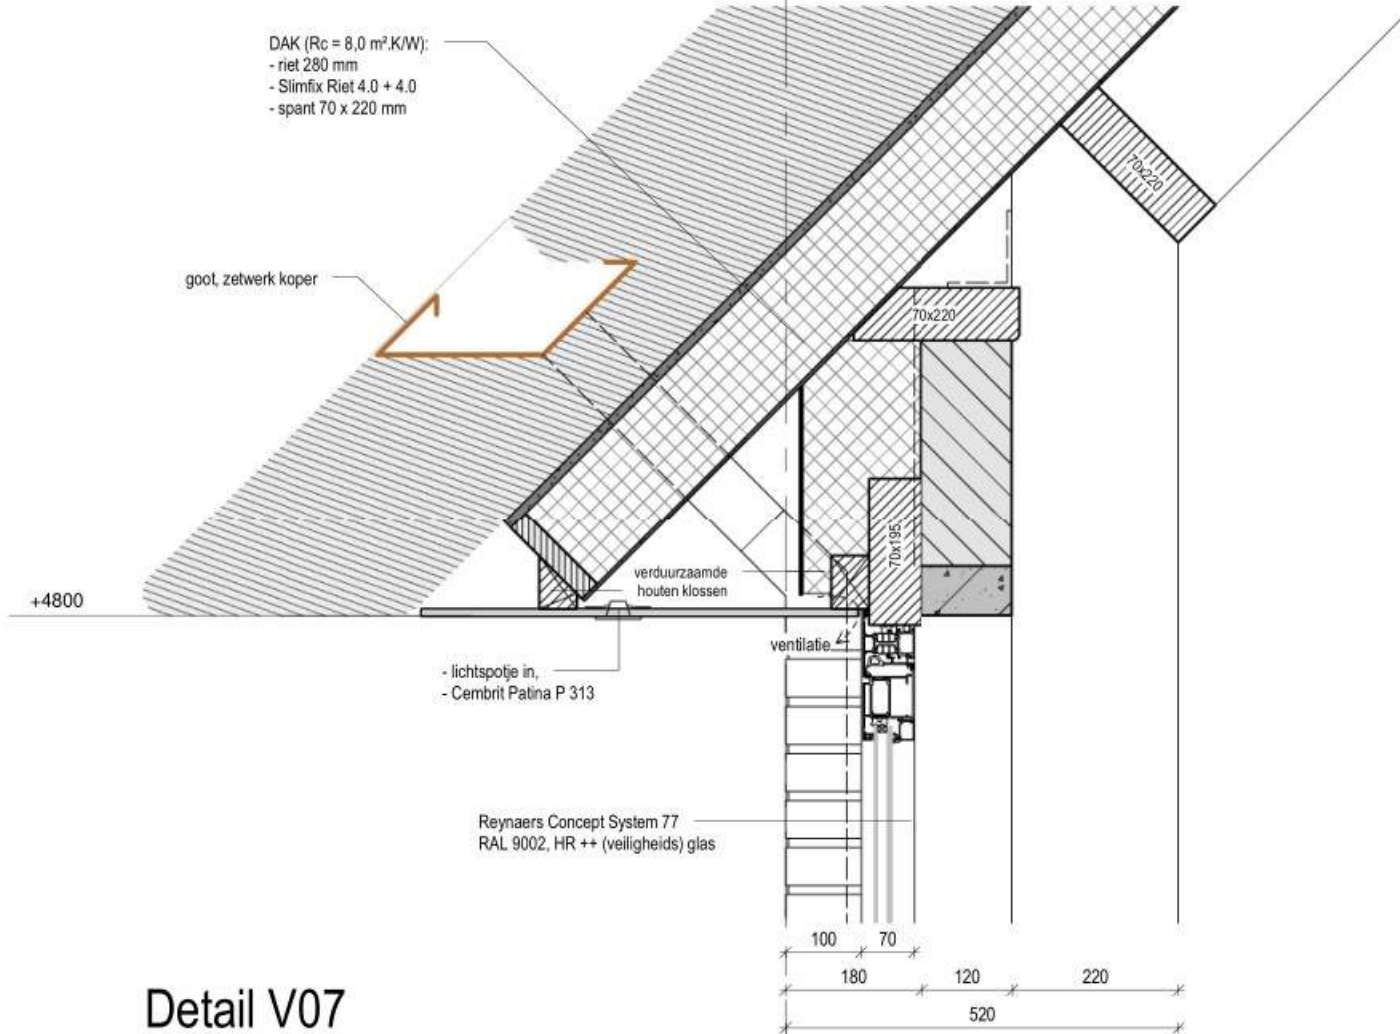 DAK (Rc = 8,0 m².K/W):
- riet 280 mm
- Slimfix Riet 4.0 + 4.0
- spant 70 x 220 mm
70x220
goot, zetwerk koper
70x220
70x195
verduurzaamde
houten klossen
+4800
ventilatie
- lichtspotje in,
- Cembrit Patina P 313
Reynaers Concept System 77
RAL 9002, HR ++ (veiligheids) glas
100 70
180 120 220
520
Detail V07